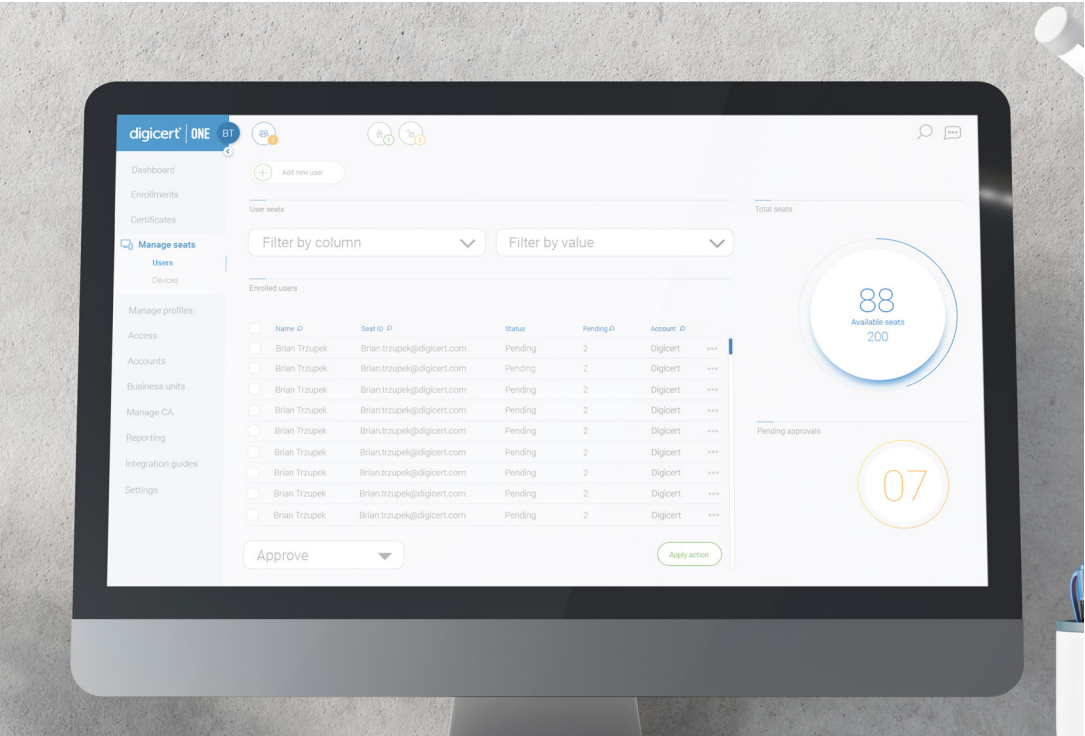 digicert® | ONE BT
Add new user
Dashboard
Enrollments
Certificates
Manage seats
Users
Devices
Manage profiles
Access
Accounts
Business units
Manage CA
Reporting
Integration guides
Settings
User seats
Filter by column Filter by value
Enrolled users
Name Seat ID Status Pending Account
Brian Trzupek Brian.trzupek@digicert.com Pending 2 Digicert
Brian Trzupek Brian.trzupek@digicert.com Pending 2 Digicert
Brian Trzupek Brian.trzupek@digicert.com Pending 2 Digicert
Brian Trzupek Brian.trzupek@digicert.com Pending 2 Digicert
Brian Trzupek Brian.trzupek@digicert.com Pending 2 Digicert
Brian Trzupek Brian.trzupek@digicert.com Pending 2 Digicert
Brian Trzupek Brian.trzupek@digicert.com Pending 2 Digicert
Brian Trzupek Brian.trzupek@digicert.com Pending 2 Digicert
Brian Trzupek Brian.trzupek@digicert.com Pending 2 Digicert
Approve Apply action
Total seats
88
Available seats
200
Pending approvals
07